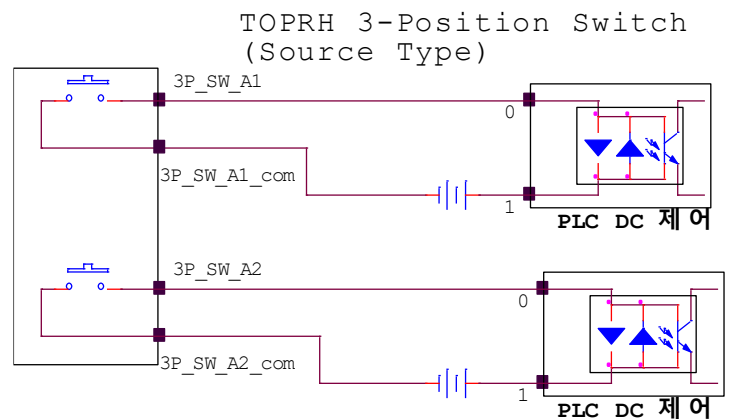 TOPRH 3-Position Switch
(Source Type)
3P_SW_A1
0
3P_SW_A1_com
1
PLC DC 제어
3P_SW_A2
0
3P_SW_A2_com
1
PLC DC 제어